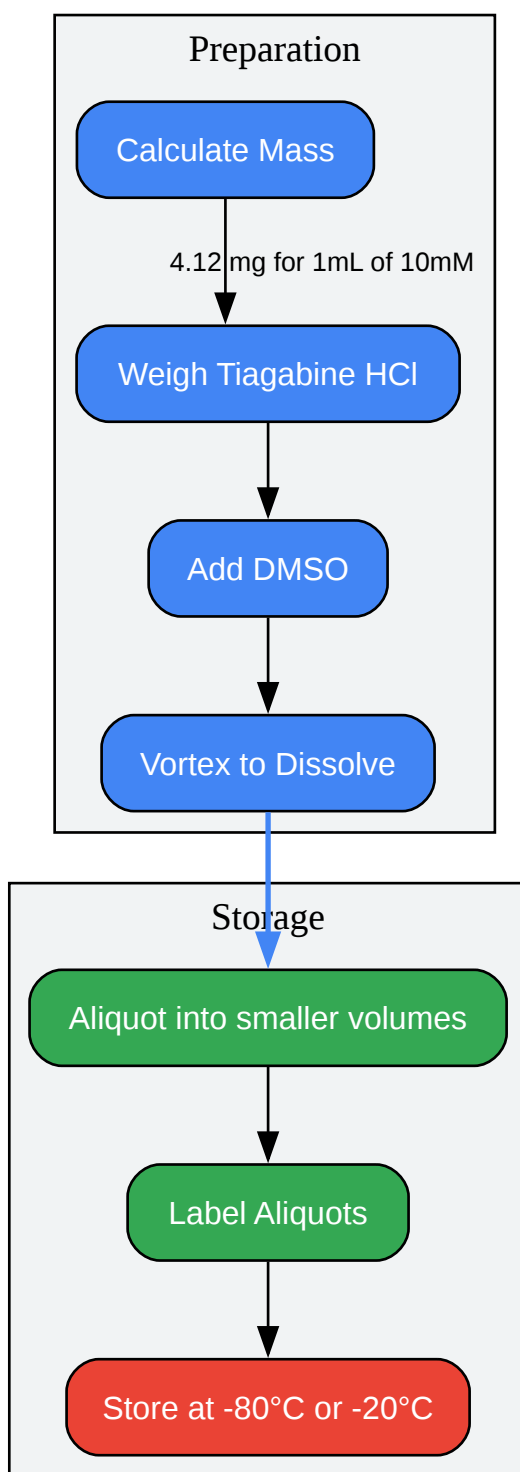 Preparation
Calculate Mass
4.12 mg for 1mL of 10mM
Weigh Tiagabine HCl
Add DMSO
Vortex to Dissolve
Storage
Aliquot into smaller volumes
Label Aliquots
Store at -80°C or -20°C